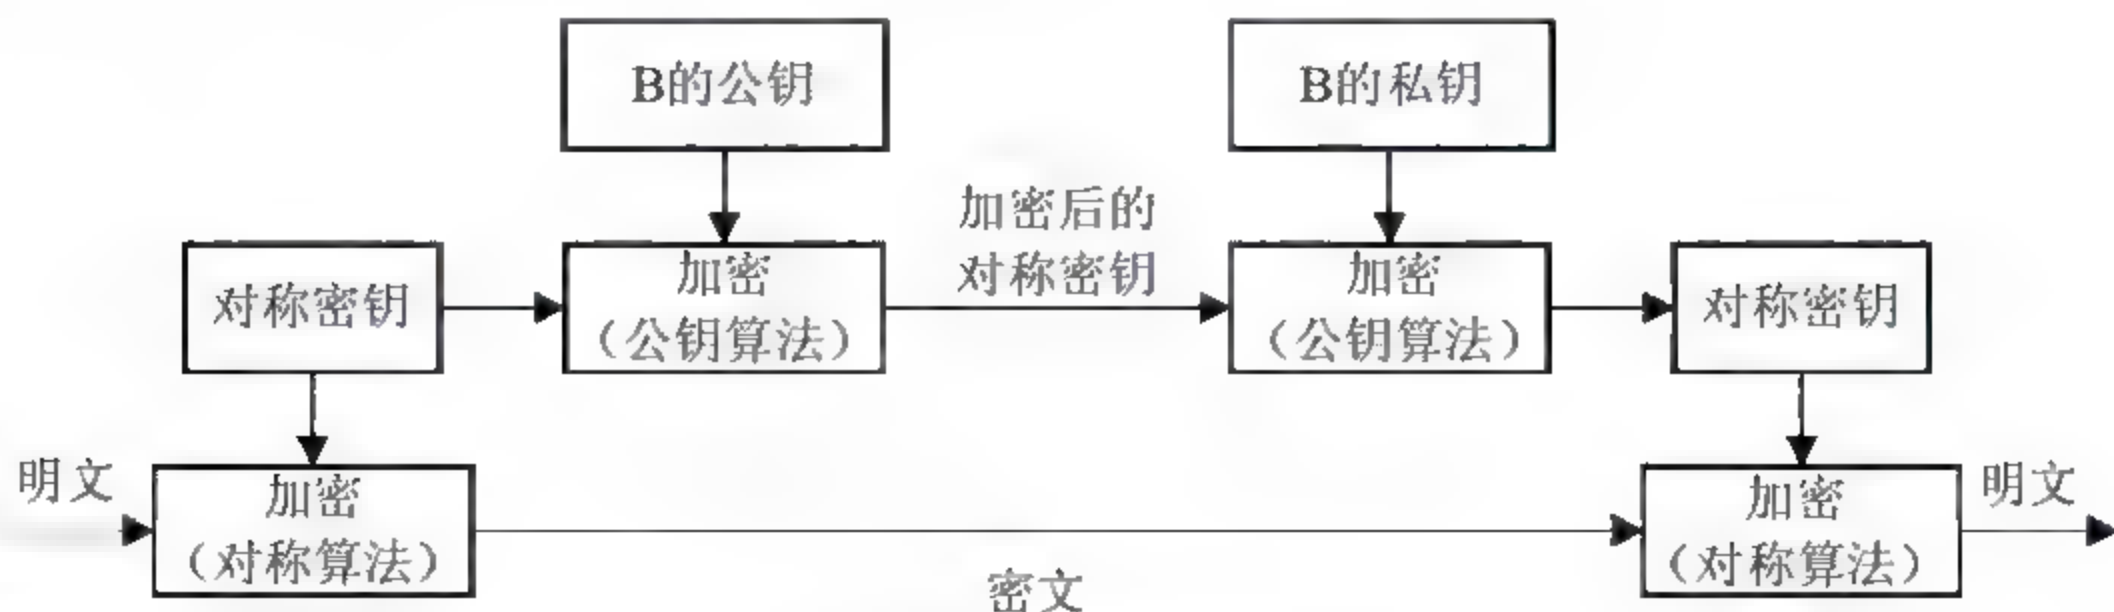 B的公钥
B的私钥
加密后的
对称密钥
对称密钥
加密
（公钥算法）
加密
（公钥算法）
对称密钥
明文
加密
（对称算法）
密文
加密
（对称算法）
明文